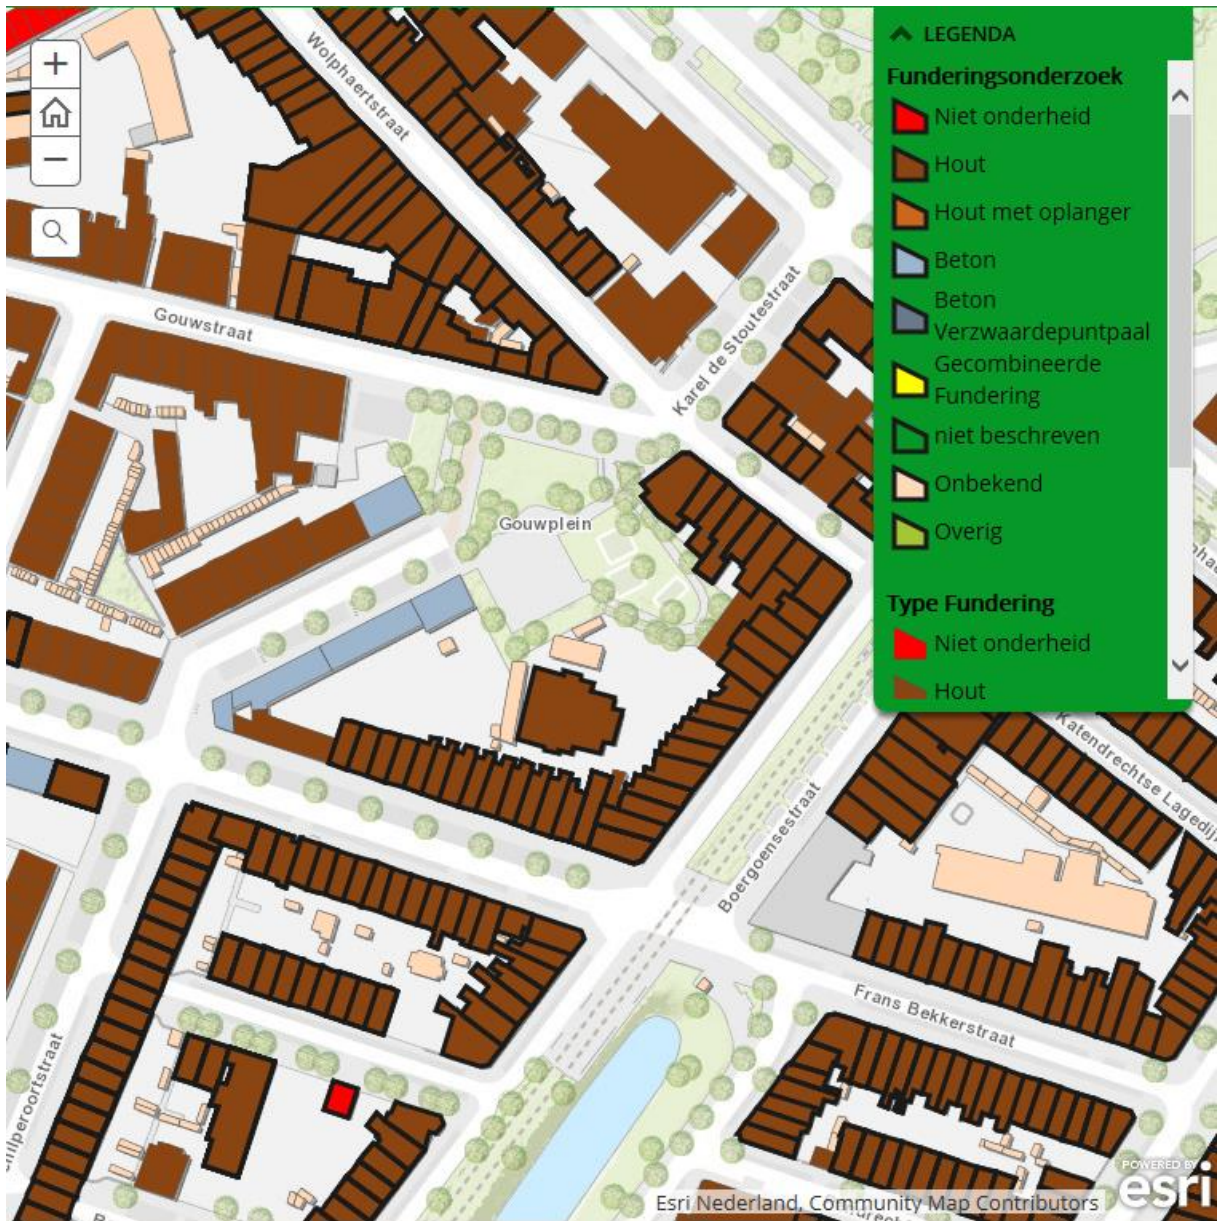 LEGENDA
Funderingsonderzoek
Niet onderheid
Hout
Hout met oplanger
Beton
Beton
Verzwaardepuntpaal
Gecombineerde
Fundering
niet beschreven
Onbekend
Overig
Type Fundering
Niet onderheid
Hout
Wolphaertstraat
Gouwstraat
Karel de Stoutestraat
Gouwplein
Katendrechtse Lagedijk
Boergoensestraat
Frans Bekkerstraat
Esri Nederland, Community Map Contributors
POWERED BY
esri